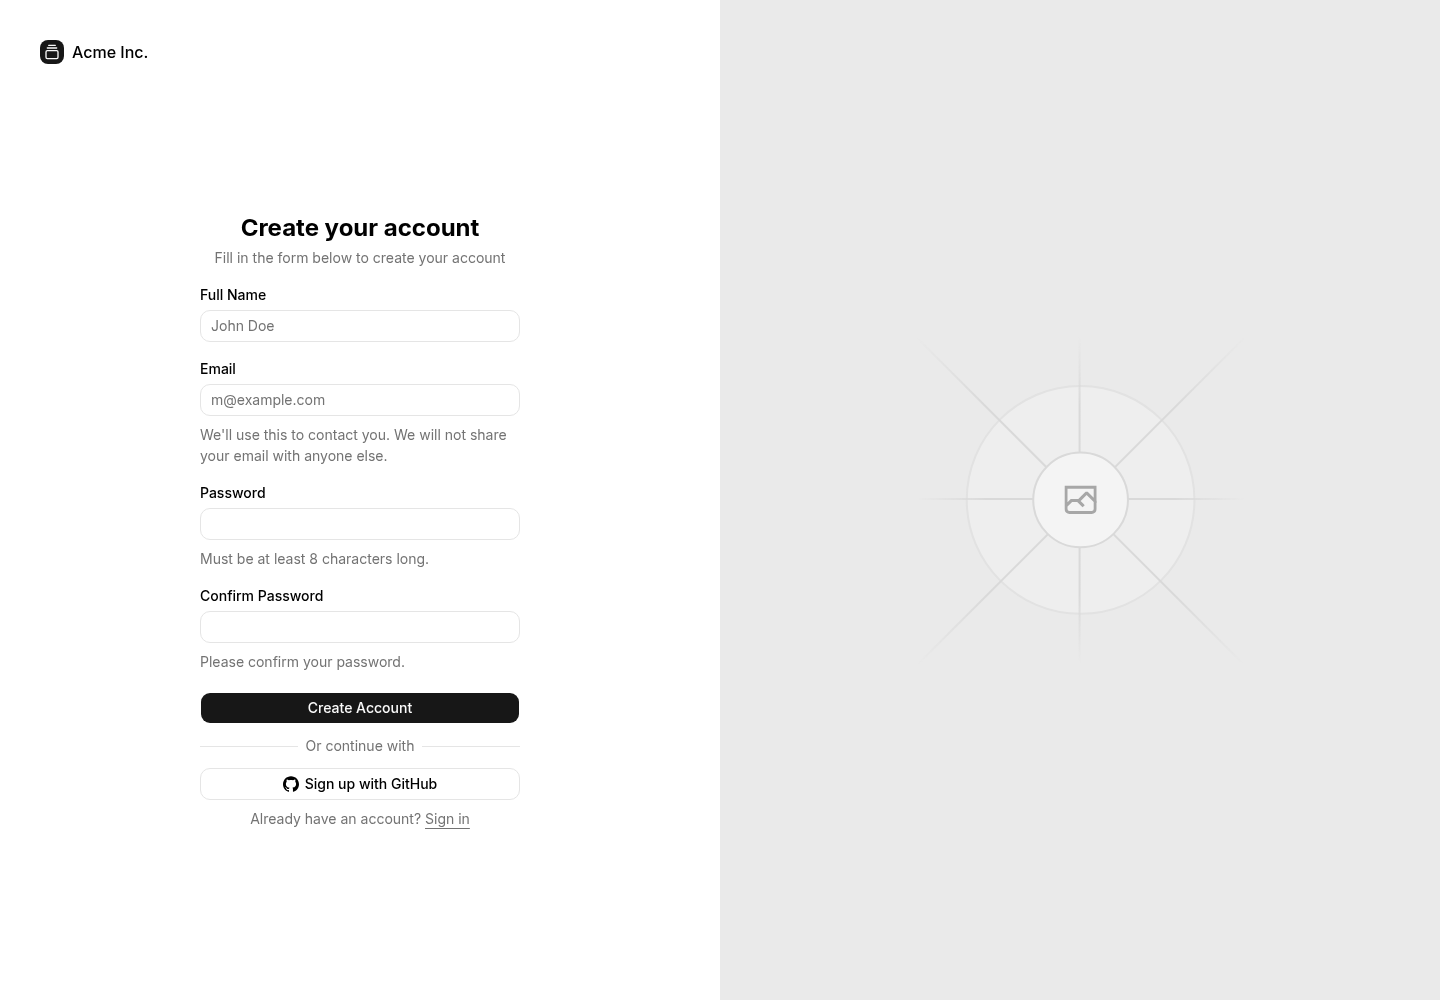 Acme Inc.
Create your account
Fill in the form below to create your account
Full Name
John Doe
Email
m@example.com
We'll use this to contact you. We will not share
your email with anyone else.
Password
Must be at least 8 characters long.
Confirm Password
Please confirm your password.
Create Account
Or continue with
Sign up with GitHub
Already have an account? Sign in